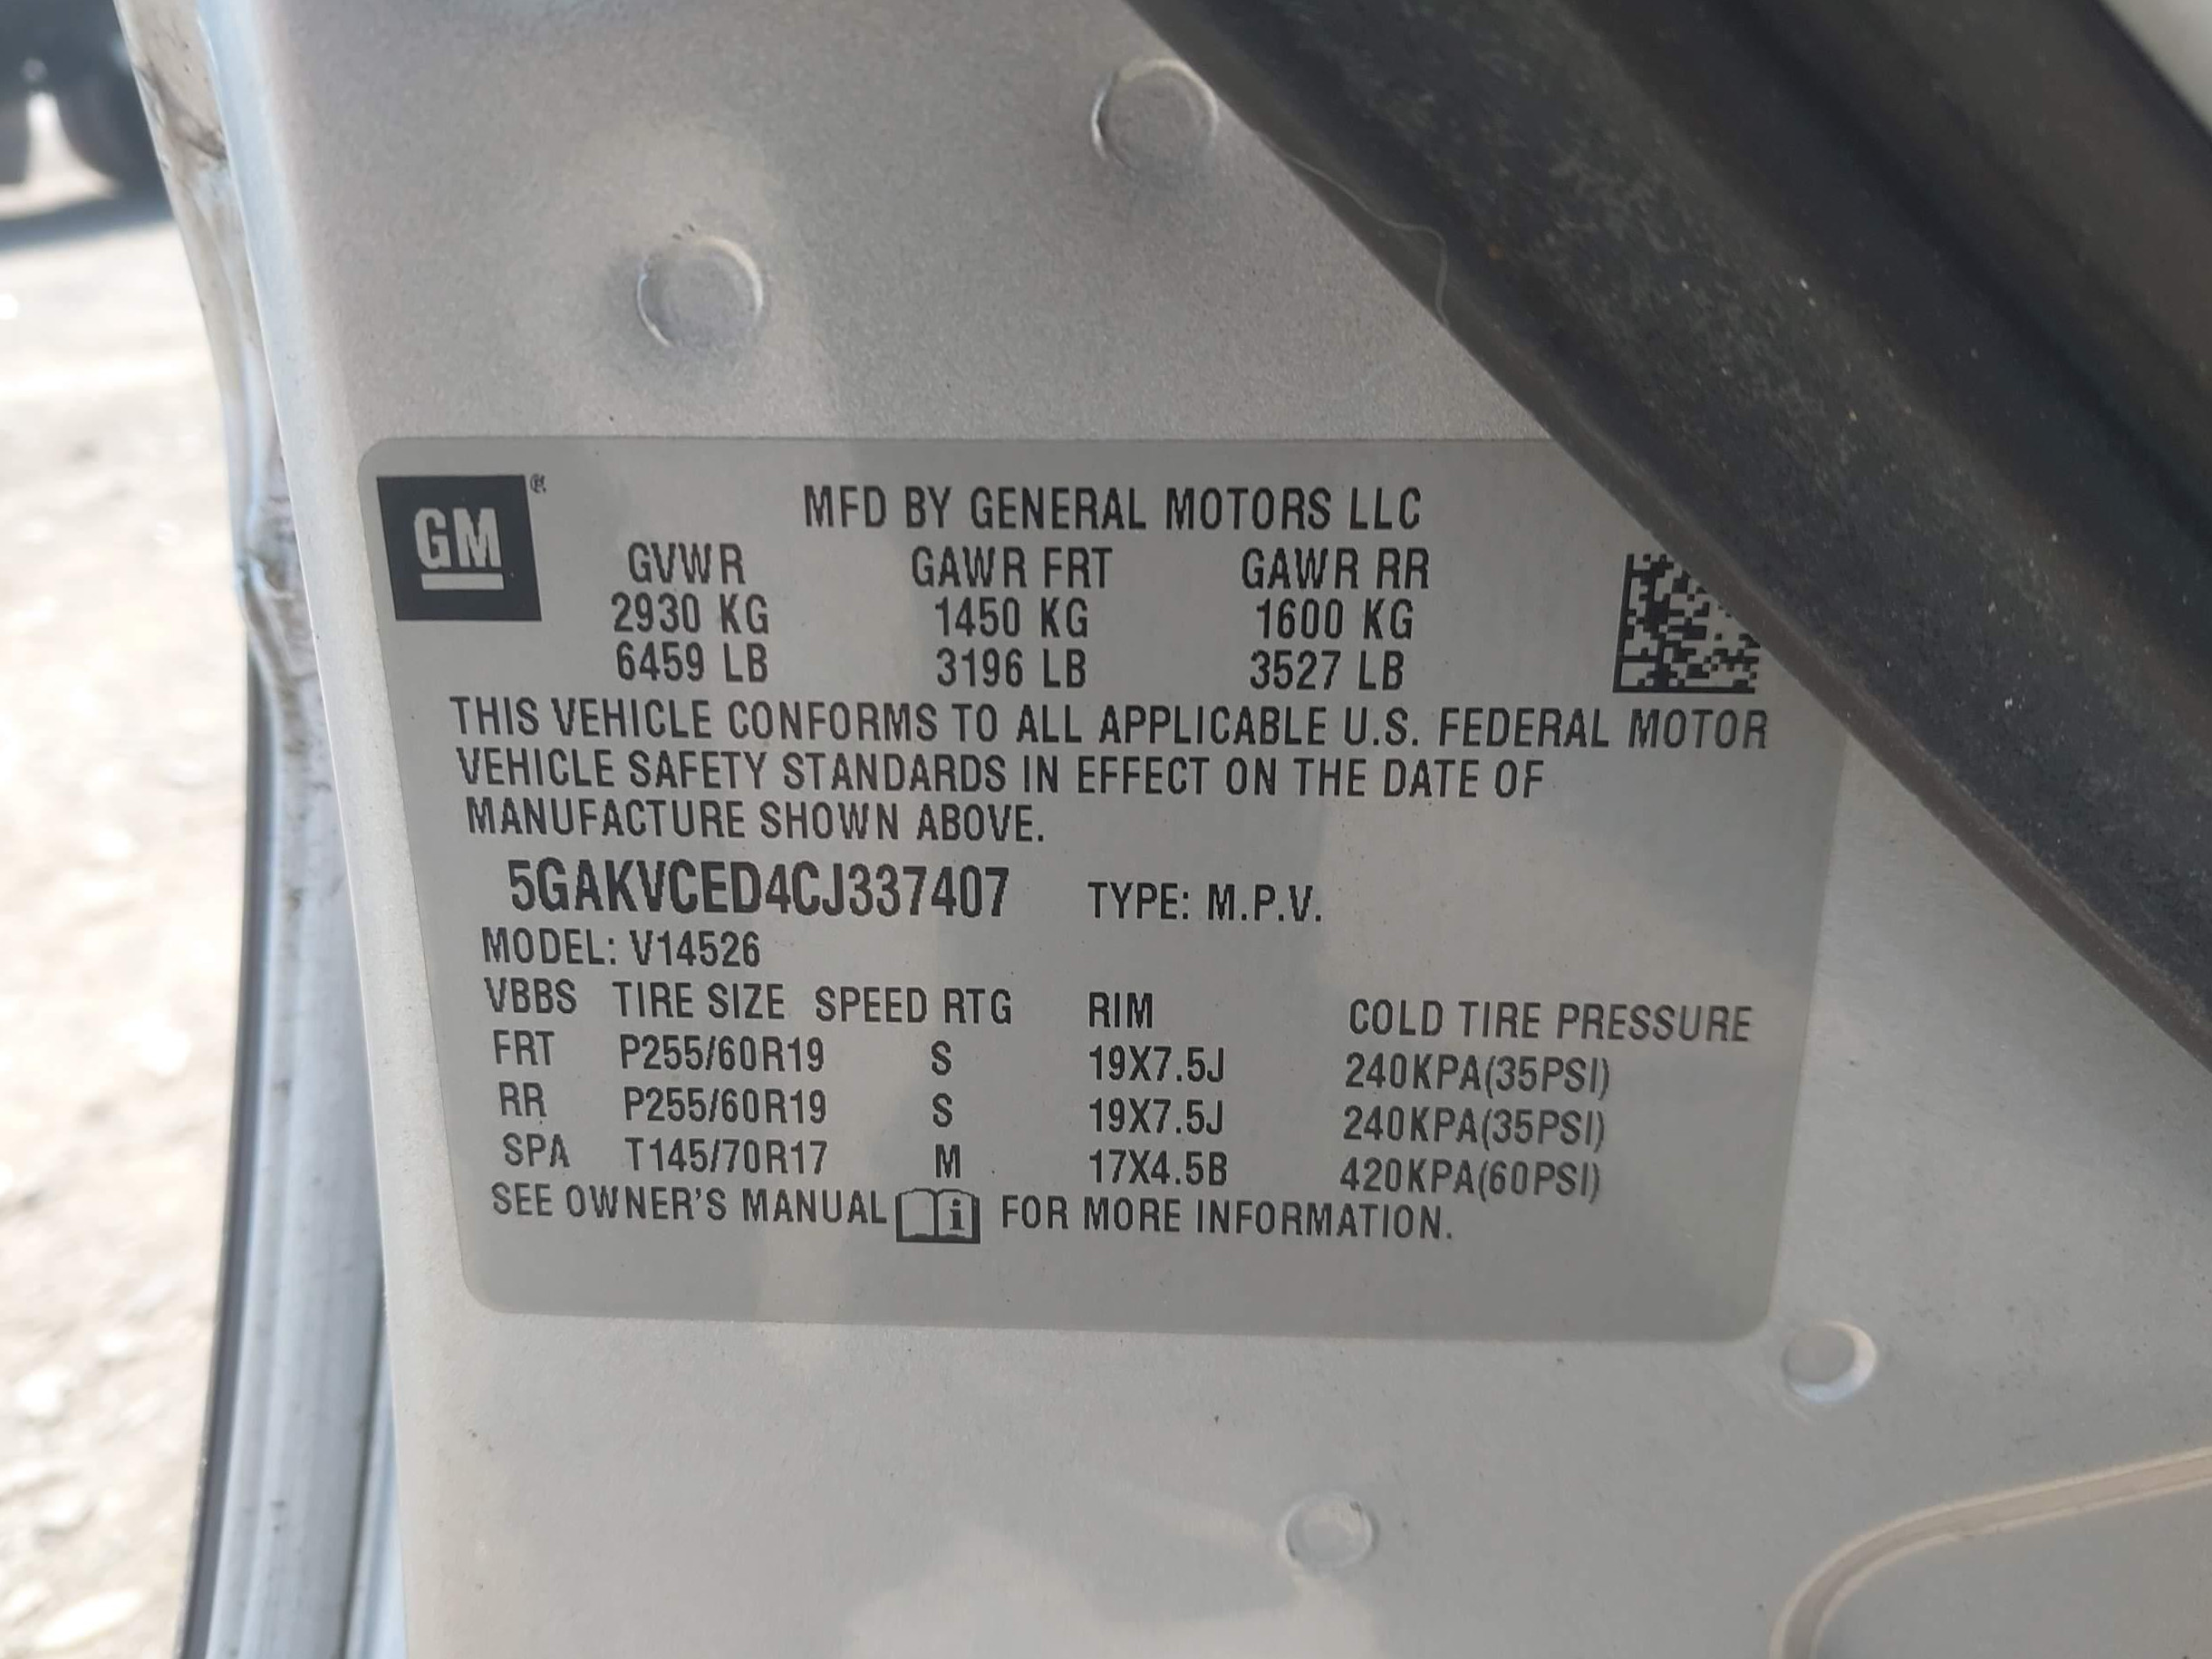 GM ®
MFD BY GENERAL MOTORS LLC
GVWR GAWR FRT GAWR RR
2930 KG 1450 KG 1600 KG
6459 LB 3196 LB 3527 LB
THIS VEHICLE CONFORMS TO ALL APPLICABLE U.S. FEDERAL MOTOR
VEHICLE SAFETY STANDARDS IN EFFECT ON THE DATE OF
MANUFACTURE SHOWN ABOVE.
5GAKVCED4CJ337407 TYPE: M.P.V.
MODEL: V14526
VBBS TIRE SIZE SPEED RTG RIM COLD TIRE PRESSURE
FRT P255/60R19 S 19X7.5J 240KPA(35PSI)
RR P255/60R19 S 19X7.5J 240KPA(35PSI)
SPA T145/70R17 M 17X4.5B 420KPA(60PSI)
SEE OWNER'S MANUAL i FOR MORE INFORMATION.